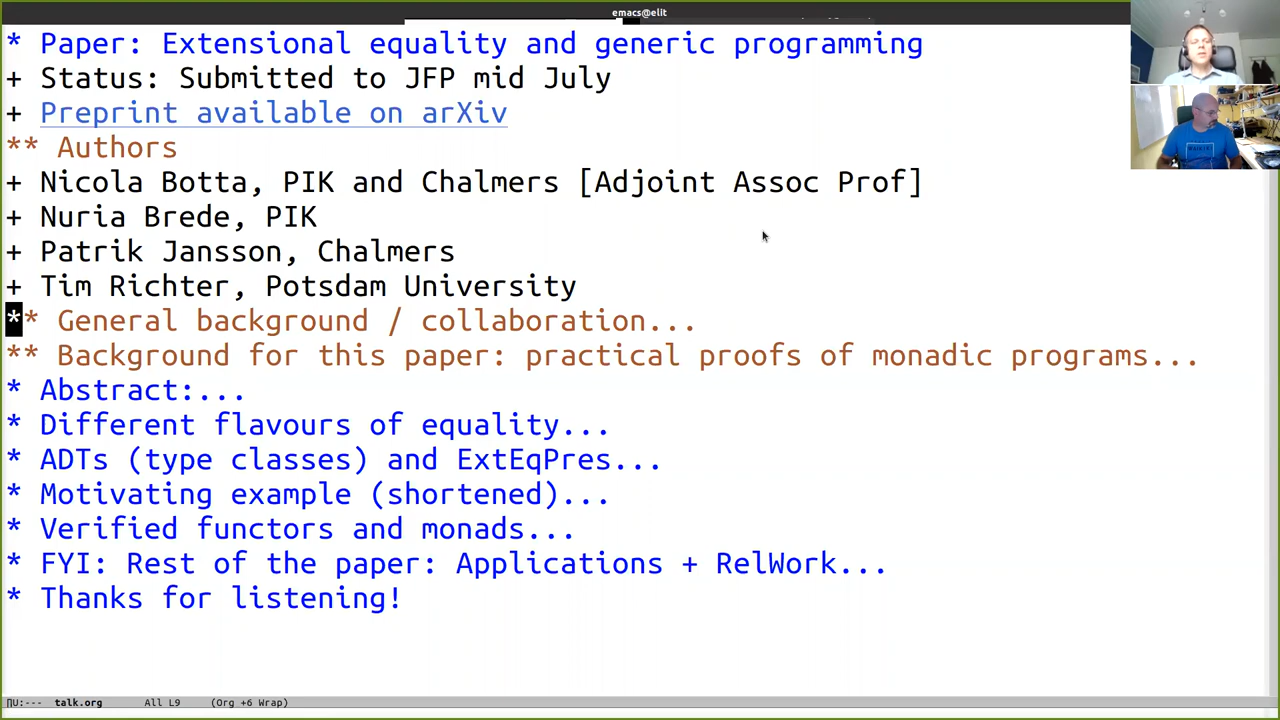 emacs@elit
* Paper: Extensional equality and generic programming
+ Status: Submitted to JFP mid July
+ Preprint available on arXiv
** Authors
+ Nicola Botta, PIK and Chalmers [Adjoint Assoc Prof]
+ Nuria Brede, PIK
+ Patrik Jansson, Chalmers
+ Tim Richter, Potsdam University
** General background / collaboration...
** Background for this paper: practical proofs of monadic programs...
* Abstract:...
* Different flavours of equality...
* ADTs (type classes) and ExtEqPres...
* Motivating example (shortened)...
* Verified functors and monads...
* FYI: Rest of the paper: Applications + RelWork...
* Thanks for listening!
U:--- talk.org All L9 (Org +6 Wrap)